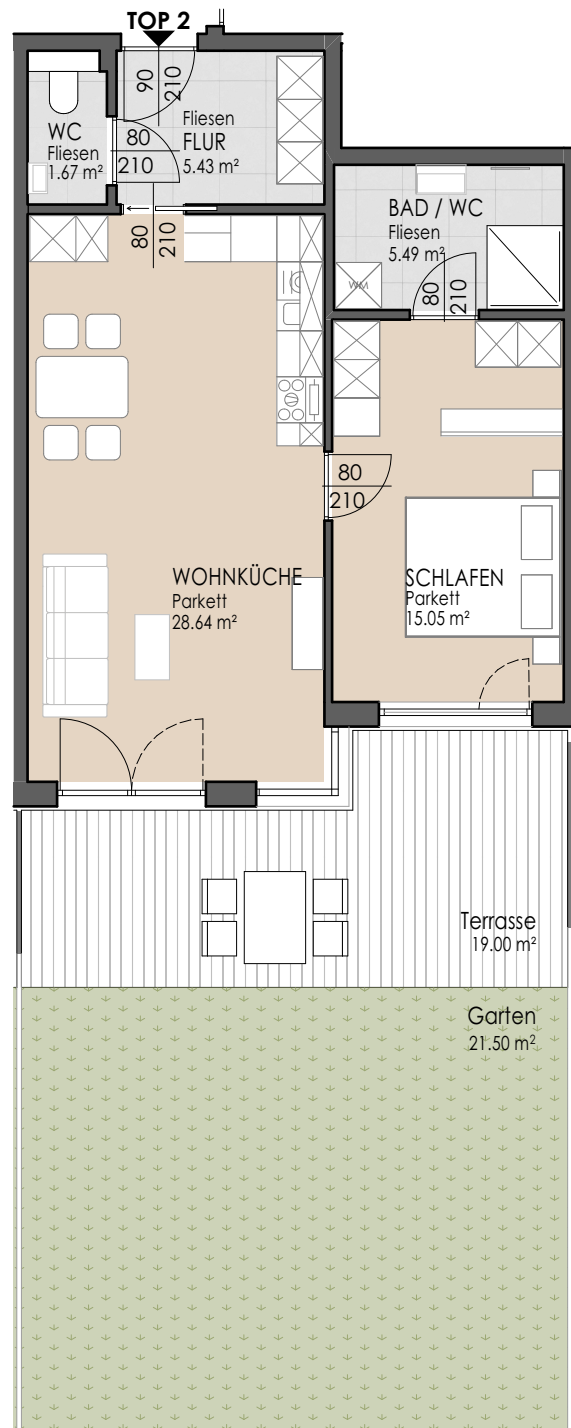 TOP 2
90
210
WC
Fliesen
1.67 m²
80
210
Fliesen
FLUR
5.43 m²
80
210
BAD / WC
Fliesen
5.49 m²
WM
80
210
80
210
WOHNKÜCHE
Parkett
28.64 m²
SCHLAFEN
Parkett
15.05 m²
Terrasse
19.00 m²
Garten
21.50 m²